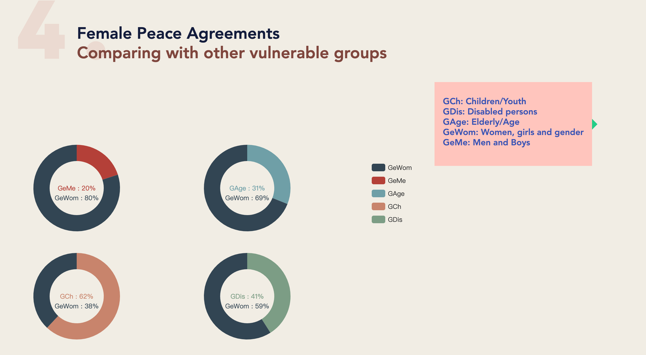 4.
Female Peace Agreements
Comparing with other vulnerable groups
GCh: Children/Youth
GDis: Disabled persons
GAge: Elderly/Age
GeWom: Women, girls and gender
GeMe: Men and Boys
GeMe : 20%
GeWom : 80%
GAge : 31%
GeWom : 69%
GeWom
GeMe
GAge
GCh
GDis
GCh : 62%
GeWom : 38%
GDis : 41%
GeWom : 59%